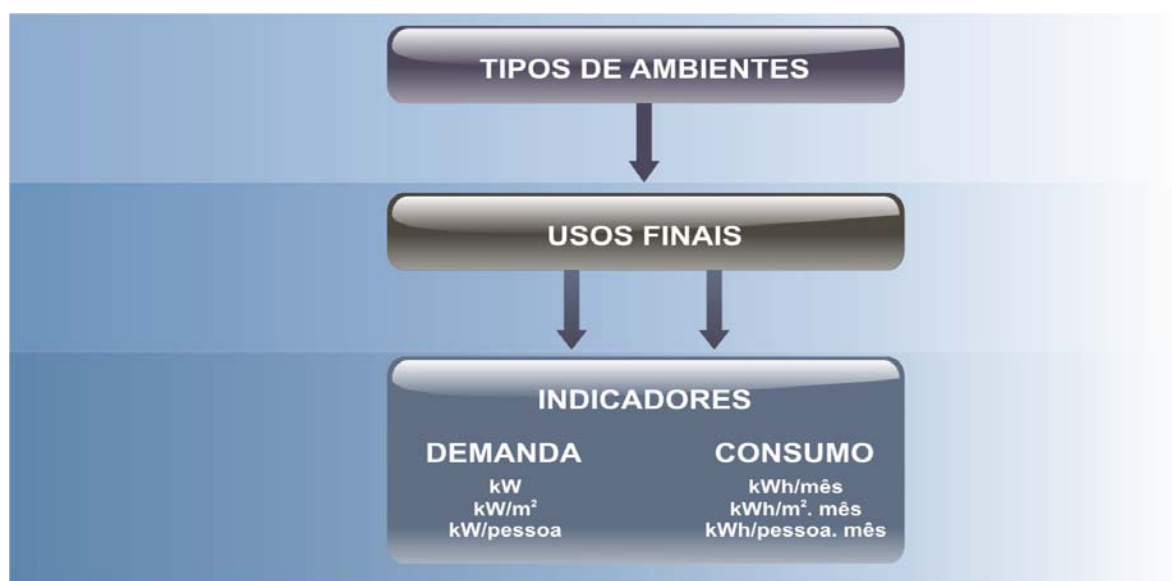 TIPOS DE AMBIENTES
USOS FINAIS
INDICADORES
DEMANDA
kW
kW/m²
kW/pessoa
CONSUMO
kWh/mês
kWh/m². mês
kWh/pessoa. mês